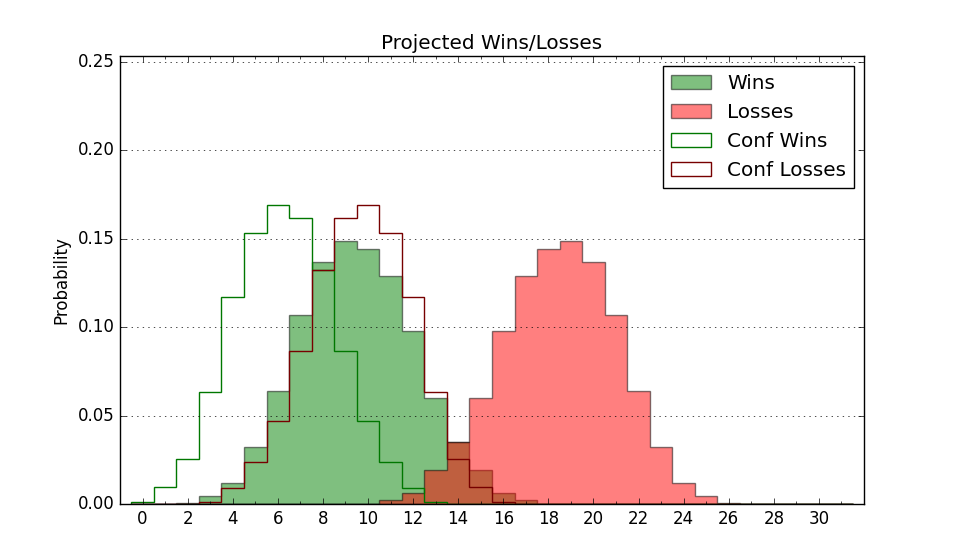 Projected Wins/Losses
0.25
0.20
0.15
0.10
0.05
0.00
Probability
Wins
Losses
Conf Wins
Conf Losses
0 2 4 6 8 10 12 14 16 18 20 22 24 26 28 30